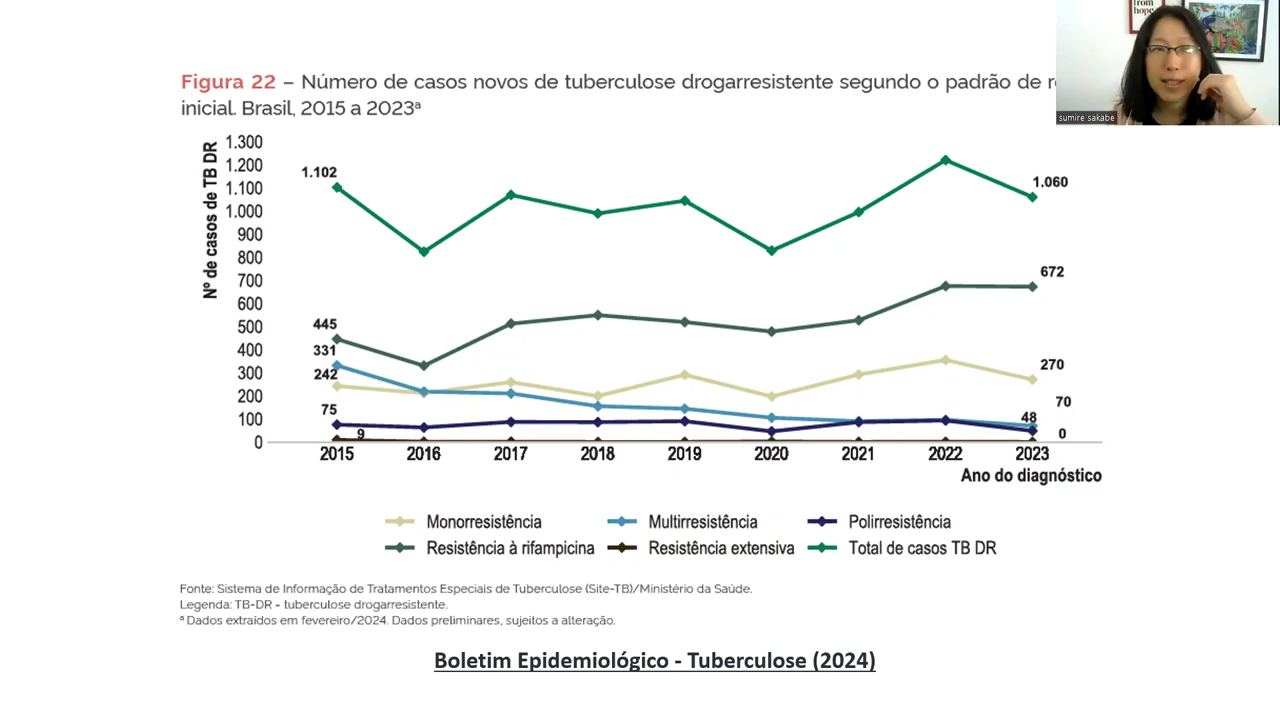 from
hope
sumire sakabe
Figura 22 – Número de casos novos de tuberculose drogarresistente segundo o padrão de
inicial. Brasil, 2015 a 2023ª
Nº de casos de TB DR
1.300
1.200
1.100
1.000
900
800
700
600
500
400
300
200
100
0
1.102
445
331
242
75
9
1.060
672
270
70
48
0
2015 2016 2017 2018 2019 2020 2021 2022 2023
Ano do diagnóstico
Monorresistência Multirresistência Polirresistência
Resistência à rifampicina Resistência extensiva Total de casos TB DR
Fonte: Sistema de Informação de Tratamentos Especiais de Tuberculose (Site-TB)/Ministério da Saúde.
Legenda: TB-DR = tuberculose drogarresistente.
ª Dados extraídos em fevereiro/2024. Dados preliminares, sujeitos a alteração.
Boletim Epidemiológico - Tuberculose (2024)